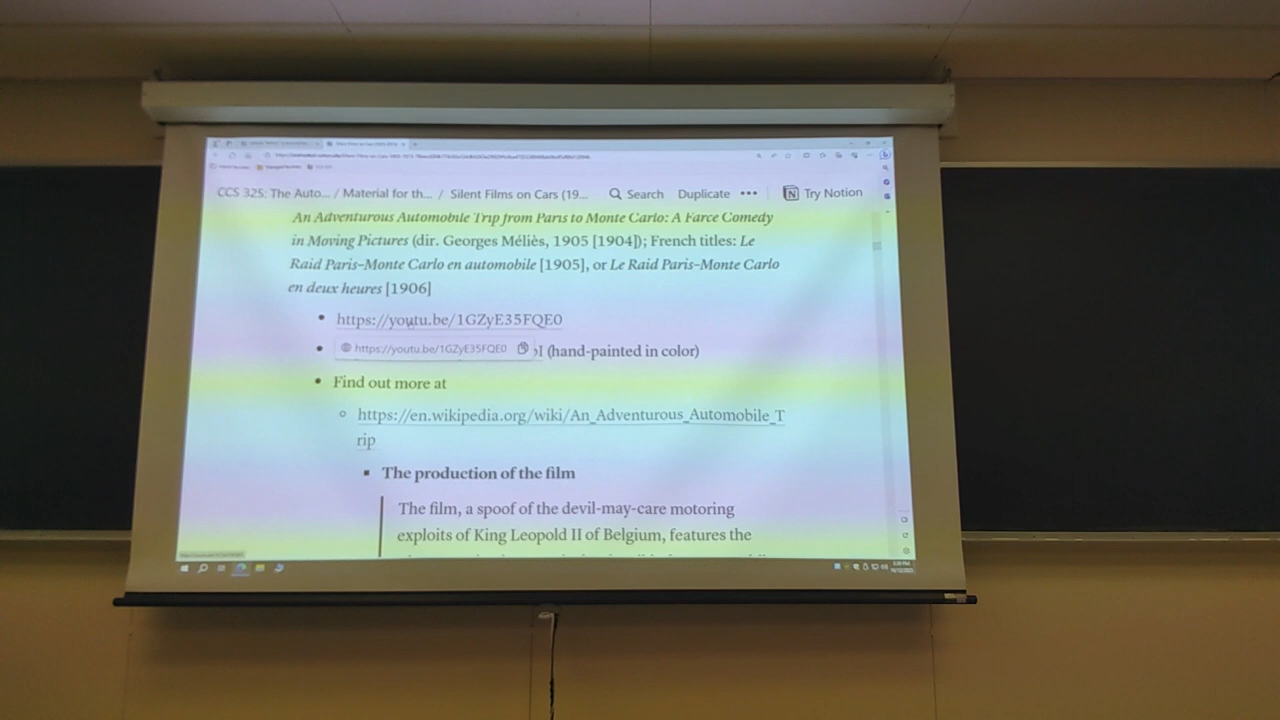 CCS 325: The Auto... / Material for th... / Silent Films on Cars (19... Search Duplicate ••• Try Notion
An Adventurous Automobile Trip from Paris to Monte Carlo: A Farce Comedy
in Moving Pictures (dir. Georges Méliès, 1905 [1904]); French titles: Le
Raid Paris–Monte Carlo en automobile [1905], or Le Raid Paris–Monte Carlo
en deux heures [1906]
• https://youtu.be/1GZyE35FQE0
• https://youtu.be/1GZyE35FQE0 (hand-painted in color)
• Find out more at
https://en.wikipedia.org/wiki/An_Adventurous_Automobile_T
rip
▪ The production of the film
The film, a spoof of the devil-may-care motoring
exploits of King Leopold II of Belgium, features the